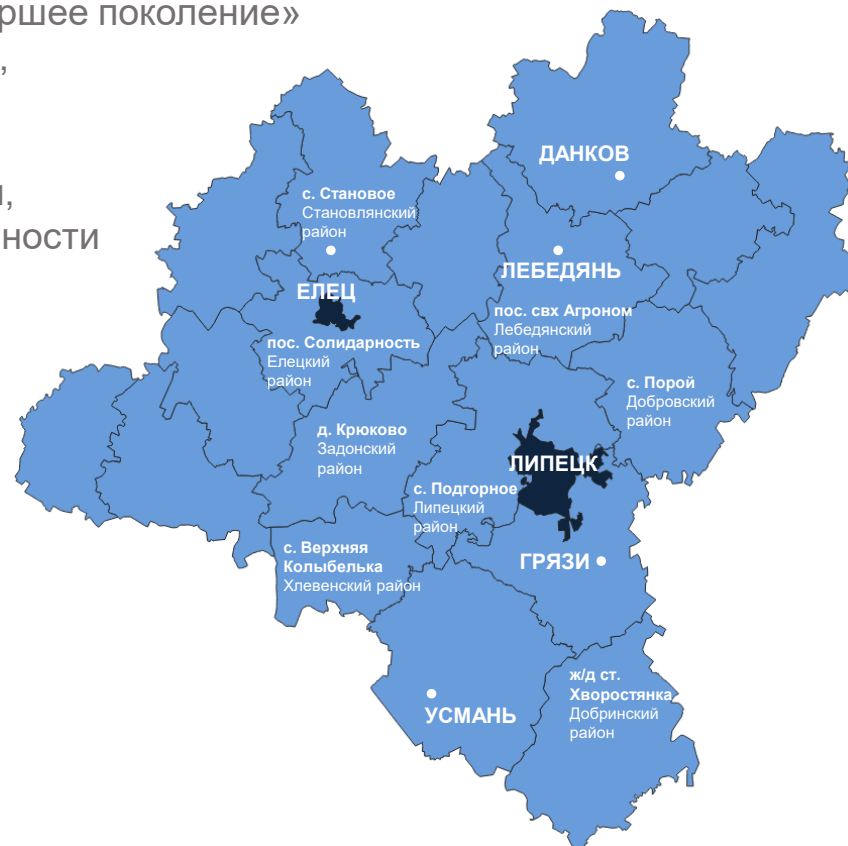 ршее поколение»
,
,
ности
ДАНКОВ
с. Становое
Становлянский
район
ЛЕБЕДЯНЬ
ЕЛЕЦ
пос. свх Агроном
Лебедянский
район
пос. Солидарность
Елецкий
район
с. Порой
Добровский
район
д. Крюково
Задонский
район
ЛИПЕЦК
с. Подгорное
Липецкий
район
с. Верхняя
Колыбелька
Хлевенский район
ГРЯЗИ
ж/д ст.
Хворостянка
Добринский
район
УСМАНЬ